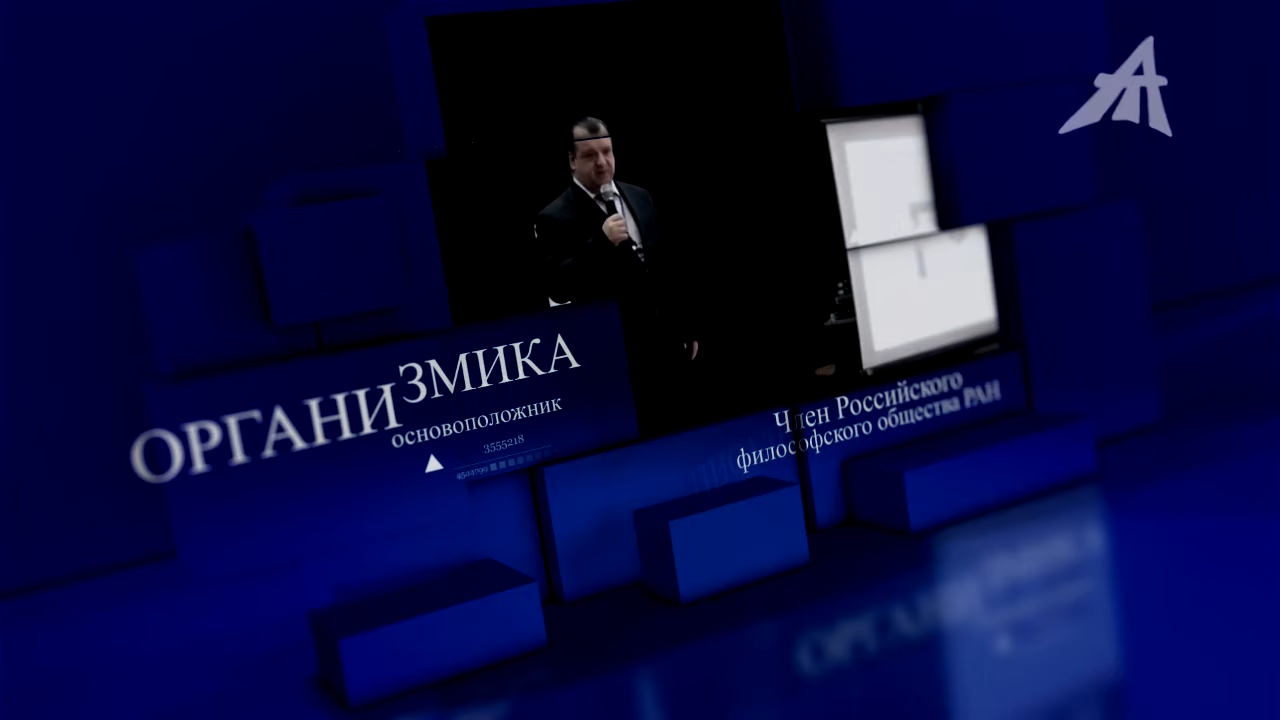 ОРГАНИЗМИКА
основоположник
3555218
Член Российского
философского общества РАН